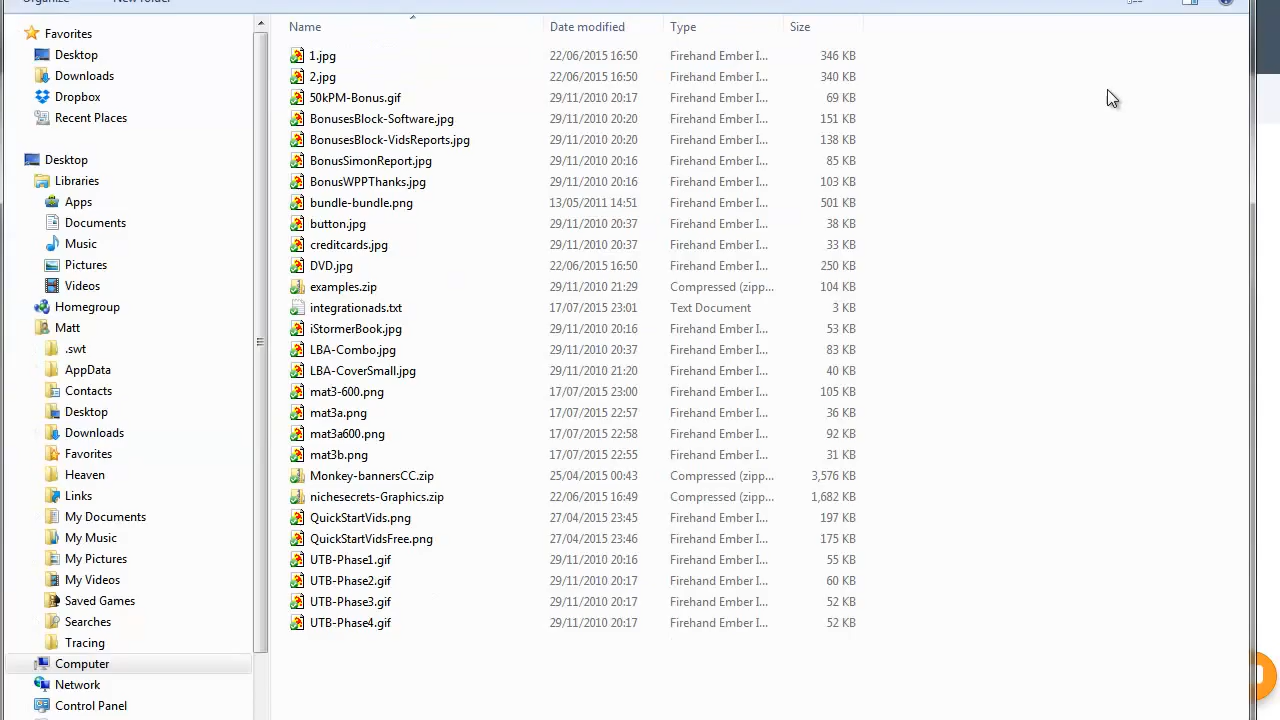 Organize New folder
Favorites
Desktop
Downloads
Dropbox
Recent Places
Desktop
Libraries
Apps
Documents
Music
Pictures
Videos
Homegroup
Matt
.swt
AppData
Contacts
Desktop
Downloads
Favorites
Heaven
Links
My Documents
My Music
My Pictures
My Videos
Saved Games
Searches
Tracing
Computer
Network
Control Panel
Name Date modified Type Size
1.jpg 22/06/2015 16:50 Firehand Ember I... 346 KB
2.jpg 22/06/2015 16:50 Firehand Ember I... 340 KB
50kPM-Bonus.gif 29/11/2010 20:17 Firehand Ember I... 69 KB
BonusesBlock-Software.jpg 29/11/2010 20:20 Firehand Ember I... 151 KB
BonusesBlock-VidsReports.jpg 29/11/2010 20:20 Firehand Ember I... 138 KB
BonusSimonReport.jpg 29/11/2010 20:16 Firehand Ember I... 85 KB
BonusWPPThanks.jpg 29/11/2010 20:16 Firehand Ember I... 103 KB
bundle-bundle.png 13/05/2011 14:51 Firehand Ember I... 501 KB
button.jpg 29/11/2010 20:37 Firehand Ember I... 38 KB
creditcards.jpg 29/11/2010 20:37 Firehand Ember I... 33 KB
DVD.jpg 22/06/2015 16:50 Firehand Ember I... 250 KB
examples.zip 29/11/2010 21:29 Compressed (zipp... 104 KB
integrationads.txt 17/07/2015 23:01 Text Document 3 KB
iStormerBook.jpg 29/11/2010 20:16 Firehand Ember I... 53 KB
LBA-Combo.jpg 29/11/2010 20:37 Firehand Ember I... 83 KB
LBA-CoverSmall.jpg 29/11/2010 21:20 Firehand Ember I... 40 KB
mat3-600.png 17/07/2015 23:00 Firehand Ember I... 105 KB
mat3a.png 17/07/2015 22:57 Firehand Ember I... 36 KB
mat3a600.png 17/07/2015 22:58 Firehand Ember I... 92 KB
mat3b.png 17/07/2015 22:55 Firehand Ember I... 31 KB
Monkey-bannersCC.zip 25/04/2015 00:43 Compressed (zipp... 3,576 KB
nichesecrets-Graphics.zip 22/06/2015 16:49 Compressed (zipp... 1,682 KB
QuickStartVids.png 27/04/2015 23:45 Firehand Ember I... 197 KB
QuickStartVidsFree.png 27/04/2015 23:46 Firehand Ember I... 175 KB
UTB-Phase1.gif 29/11/2010 20:16 Firehand Ember I... 55 KB
UTB-Phase2.gif 29/11/2010 20:17 Firehand Ember I... 60 KB
UTB-Phase3.gif 29/11/2010 20:17 Firehand Ember I... 52 KB
UTB-Phase4.gif 29/11/2010 20:17 Firehand Ember I... 52 KB